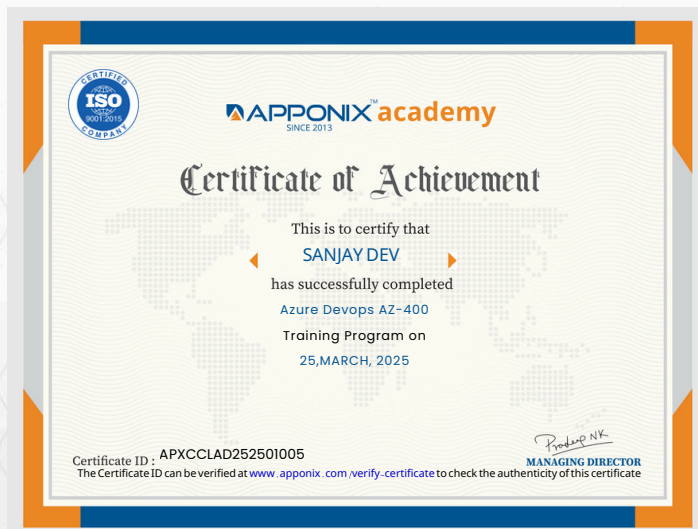 CERTIFIED
ISO
9001:2015
COMPANY
APPONIX™ academy
SINCE 2013
Certificate of Achievement
This is to certify that
SANJAY DEV
has successfully completed
Azure Devops AZ-400
Training Program on
25,MARCH, 2025
Pradeep NK
Certificate ID : APXCCLAD252501005
MANAGING DIRECTOR
The Certificate ID can be verified at www.apponix.com/verify-certificate to check the authenticity of this certificate